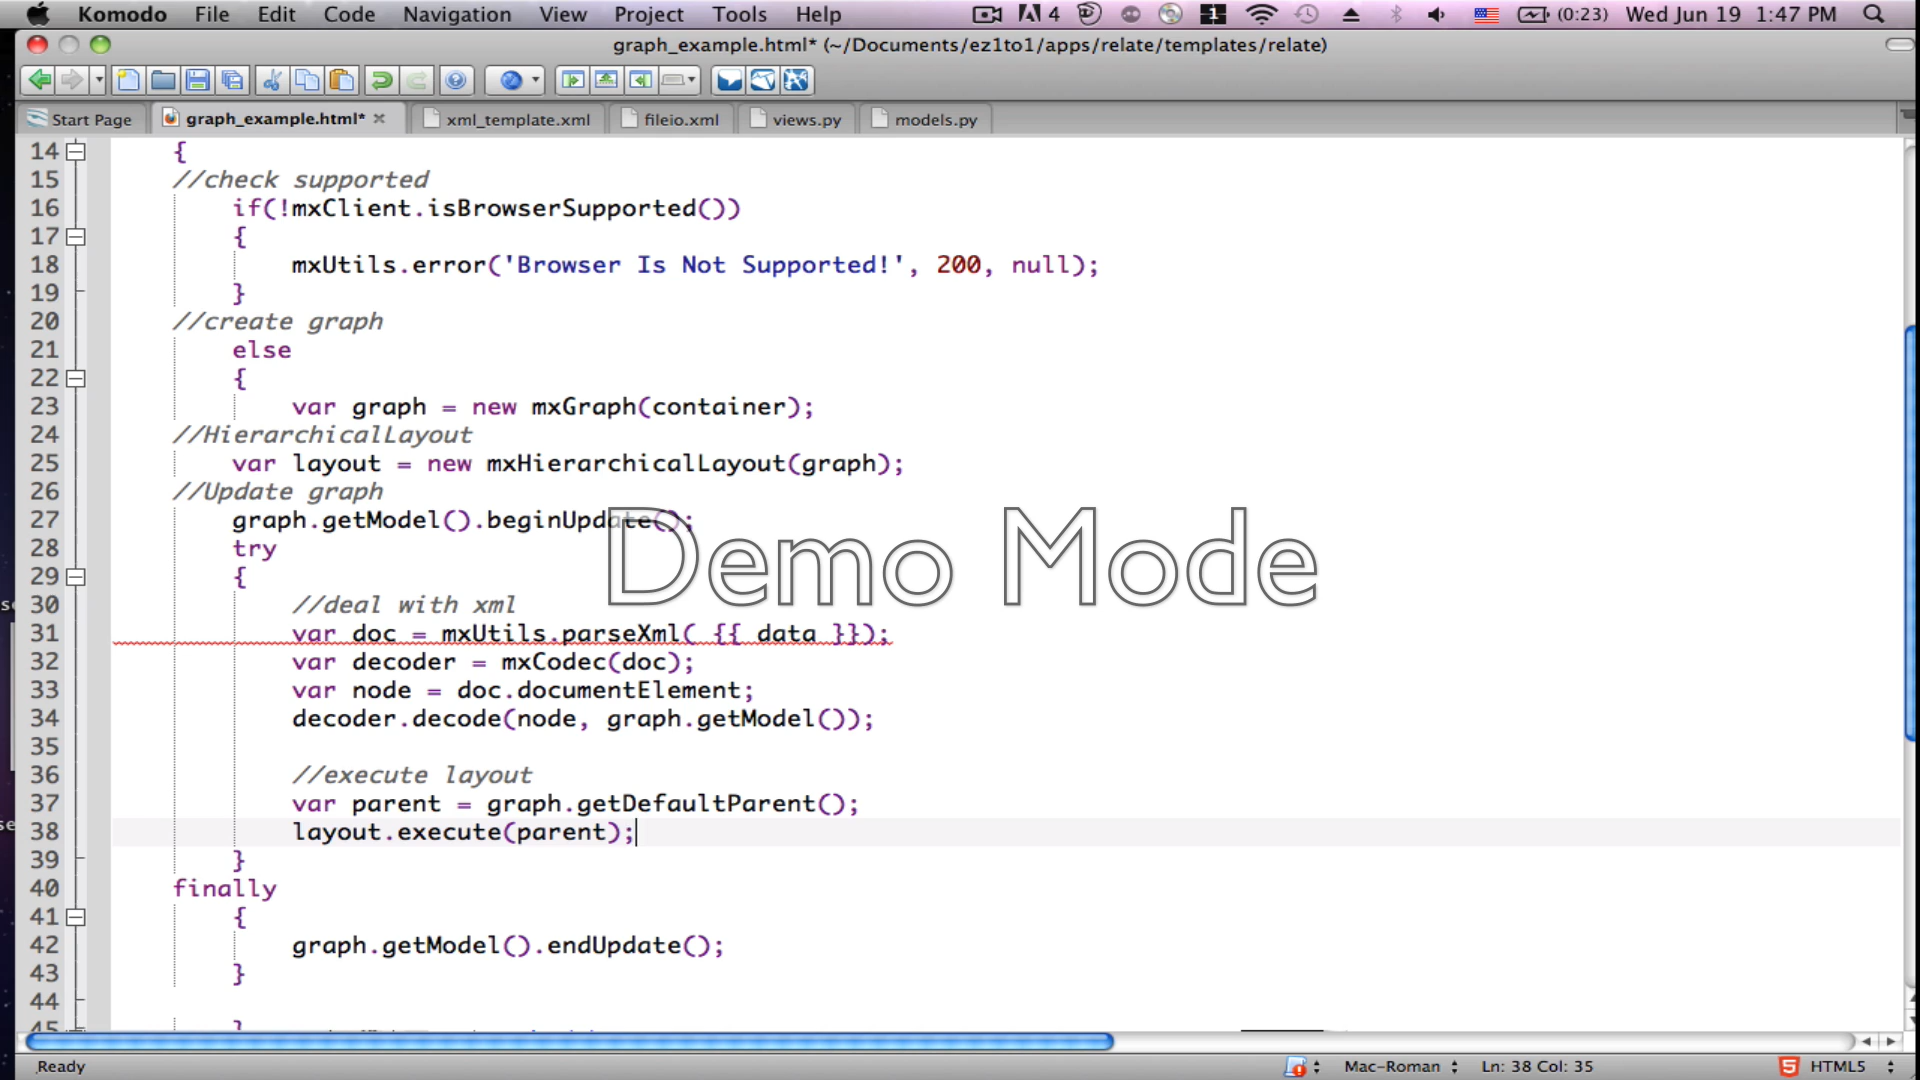 Komodo File Edit Code Navigation View Project Tools Help 4 1 (0:23) Wed Jun 19 1:47 PM
graph_example.html* (~/Documents/ez1to1/apps/relate/templates/relate)
Start Page graph_example.html* xml_template.xml fileio.xml views.py models.py
14 {
15 //check supported
16 if(!mxClient.isBrowserSupported())
17 {
18 mxUtils.error('Browser Is Not Supported!', 200, null);
19 }
20 //create graph
21 else
22 {
23 var graph = new mxGraph(container);
24 //HierarchicalLayout
25 var layout = new mxHierarchicalLayout(graph);
26 //Update graph
27 graph.getModel().beginUpdate();
28 try
29 {
30 //deal with xml
31 var doc = mxUtils.parseXml( {{ data }});
32 var decoder = mxCodec(doc);
33 var node = doc.documentElement;
34 decoder.decode(node, graph.getModel());
35
36 //execute layout
37 var parent = graph.getDefaultParent();
38 layout.execute(parent);
39 }
40 finally
41 {
42 graph.getModel().endUpdate();
43 }
44
45 }
Demo Mode
Ready Mac-Roman Ln: 38 Col: 35 HTML5